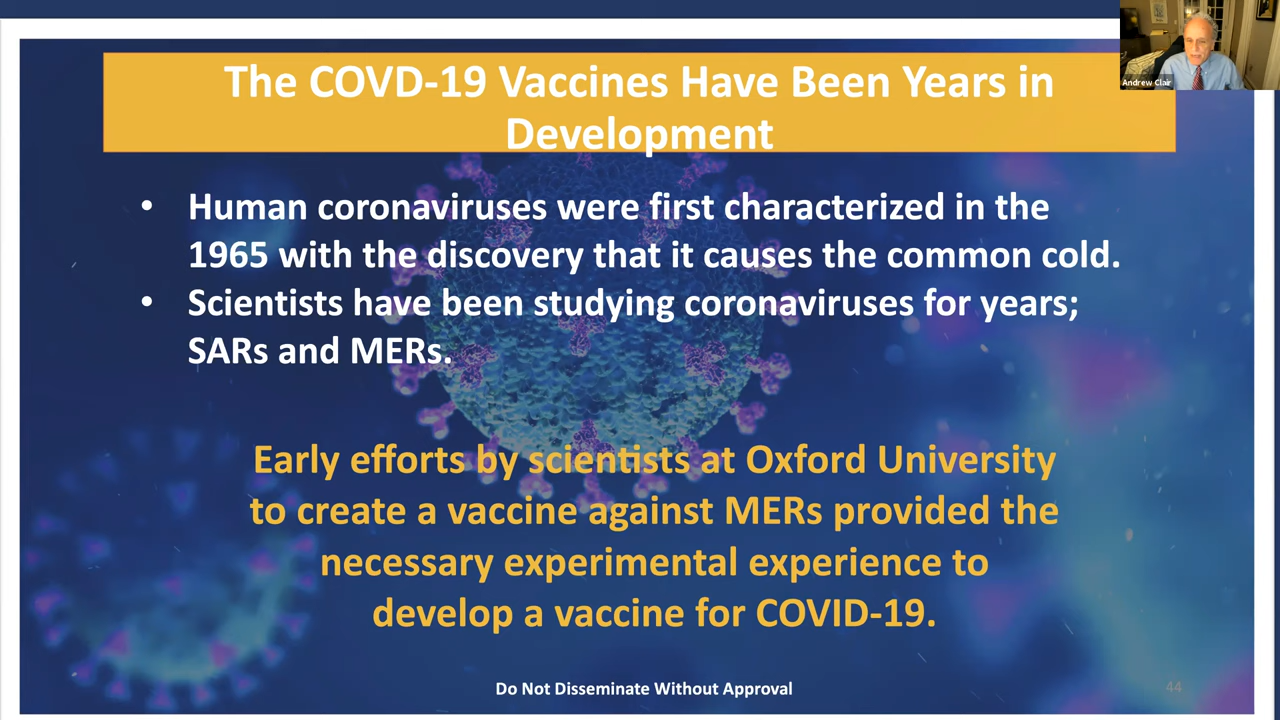 The COVD-19 Vaccines Have Been Years in
Development
Andrew Clair
• Human coronaviruses were first characterized in the
1965 with the discovery that it causes the common cold.
• Scientists have been studying coronaviruses for years;
SARs and MERs.
Early efforts by scientists at Oxford University
to create a vaccine against MERs provided the
necessary experimental experience to
develop a vaccine for COVID-19.
Do Not Disseminate Without Approval
44